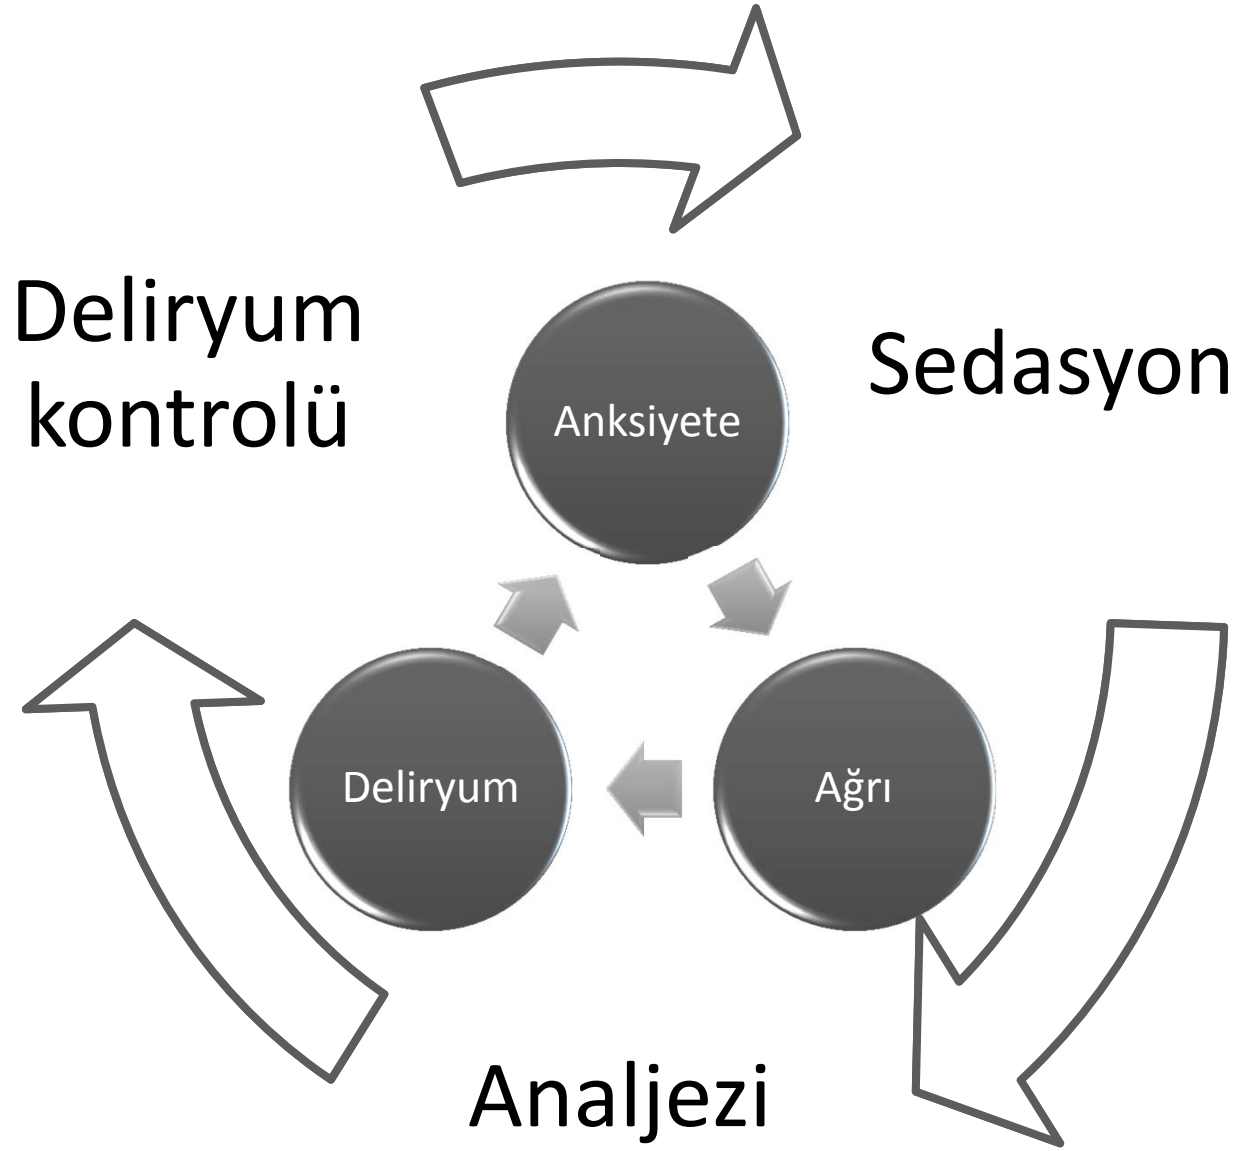 Deliryum
kontrolü
Sedasyon
Anksiyete
Deliryum
Ağrı
Analjezi